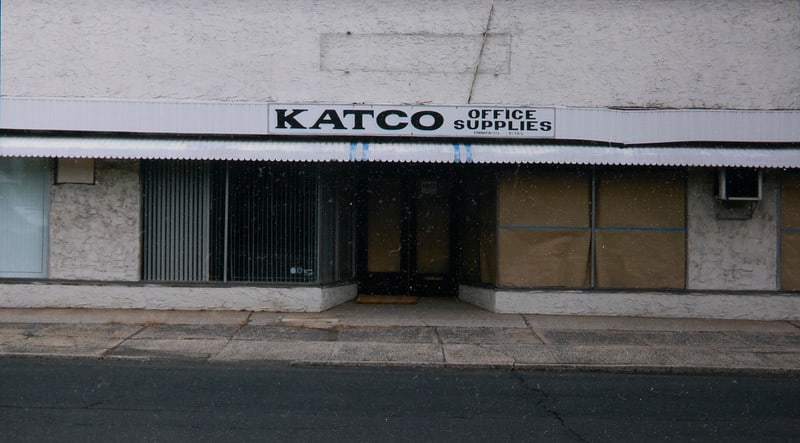 KATCO
OFFICE
SUPPLIES